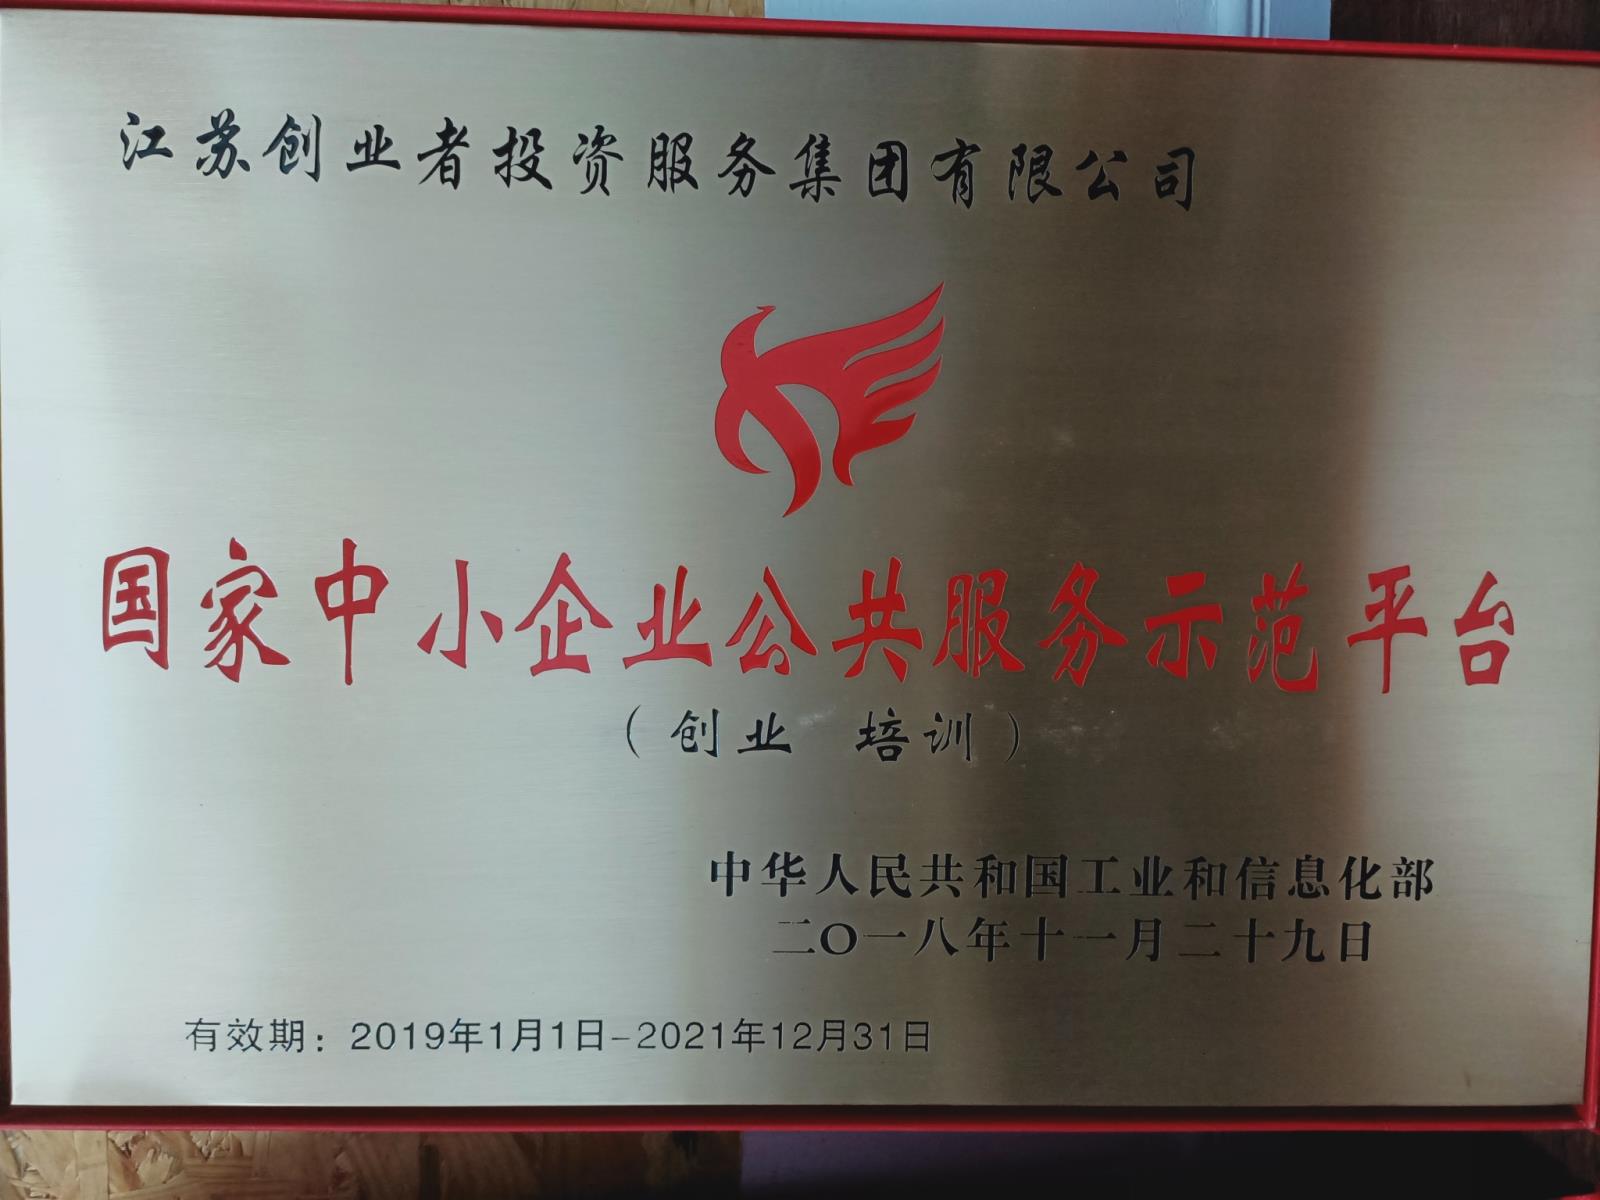 江苏创业者投资服务集团有限公司
国家中小企业公共服务示范平台
（创业 培训）
中华人民共和国工业和信息化部
二〇一八年十一月二十九日
有效期：2019年1月1日-2021年12月31日